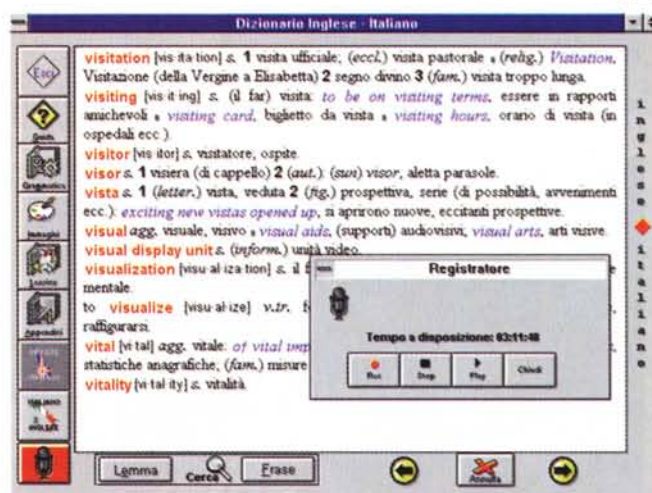 Dizionario Inglese - Italiano
Esci
Guida
Grammatica
Immagini
Appendici
visitation [vis·ita·tion] s. 1 visita ufficiale; (eccl.) visita pastorale • (relig.) Visitation,
Visitazione (della Vergine a Elisabetta) 2 segno divino 3 (fam.) visita troppo lunga.
visiting [vis·it·ing] s. (il far) visita: to be on visiting terms, essere in rapporti
amichevoli • visiting card, biglietto da visita • visiting hours, orario di visita (in
ospedali ecc.).
visitor [vis·itor] s. visitatore, ospite.
visor s. 1 visiera (di cappello) 2 (aut.): (sun) visor, aletta parasole.
vista s. 1 (letter.) vista, veduta 2 (fig.) prospettiva, serie (di possibilità, avvenimenti
ecc.): exciting new vistas opened up, si aprirono nuove, eccitanti prospettive.
visual agg. visuale, visivo • visual aids, (supporti) audiovisivi, visual arts, arti visive.
visual display unit s. (inform.) unità video.
visualization [visu·al·iza·tion] s. il
mentale.
to visualize [visu·al·ize] v.tr.
raffigurarsi.
vital [vi·tal] agg. vitale: of vital
statistiche anagrafiche, (fam.) misure
vitality [vi·tal·ity] s. vitalità.
Registratore
Tempo a disposizione: 03:11:48
Rec Stop Play Chiudi
inglese italiano
Lemma Cerca Frase Annulla